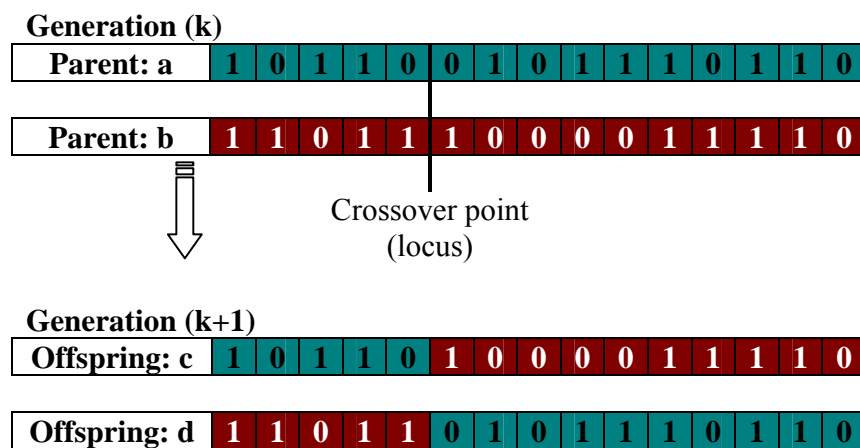 Generation (k)
Parent: a 1 0 1 1 0 0 1 0 1 1 1 0 1 1 0
Parent: b 1 1 0 1 1 1 0 0 0 0 1 1 1 1 0
Crossover point
(locus)
Generation (k+1)
Offspring: c 1 0 1 1 0 1 0 0 0 0 1 1 1 1 0
Offspring: d 1 1 0 1 1 0 1 0 1 1 1 0 1 1 0